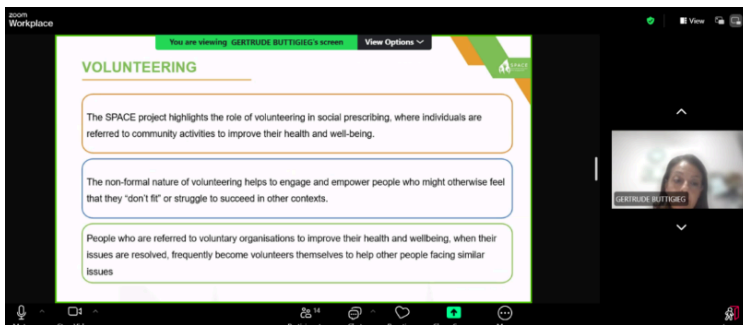 zoom
Workplace
View
You are viewing GERTRUDE BUTTIGIEG's screen
View Options
VOLUNTEERING
SPACE
The SPACE project highlights the role of volunteering in social prescribing, where individuals are
referred to community activities to improve their health and well-being.
The non-formal nature of volunteering helps to engage and empower people who might otherwise feel
that they “don’t fit” or struggle to succeed in other contexts.
People who are referred to voluntary organisations to improve their health and wellbeing, when their
issues are resolved, frequently become volunteers themselves to help other people facing similar
issues
GERTRUDE BUTTIGIEG
14